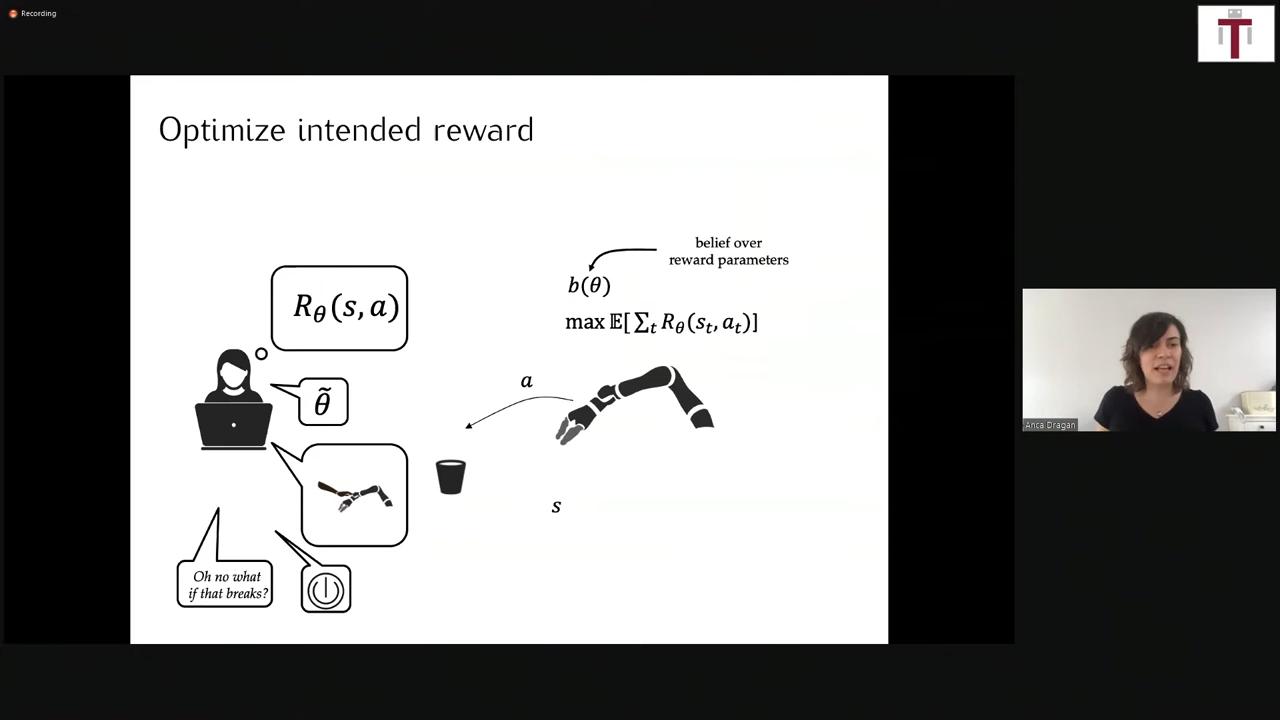 Recording
Optimize intended reward
belief over
reward parameters
b(θ)
max 𝔼[∑ₜ R_θ(sₜ, aₜ)]
R_θ(s, a)
θ̃
a
s
Oh no what
if that breaks?
Anca Dragan
T